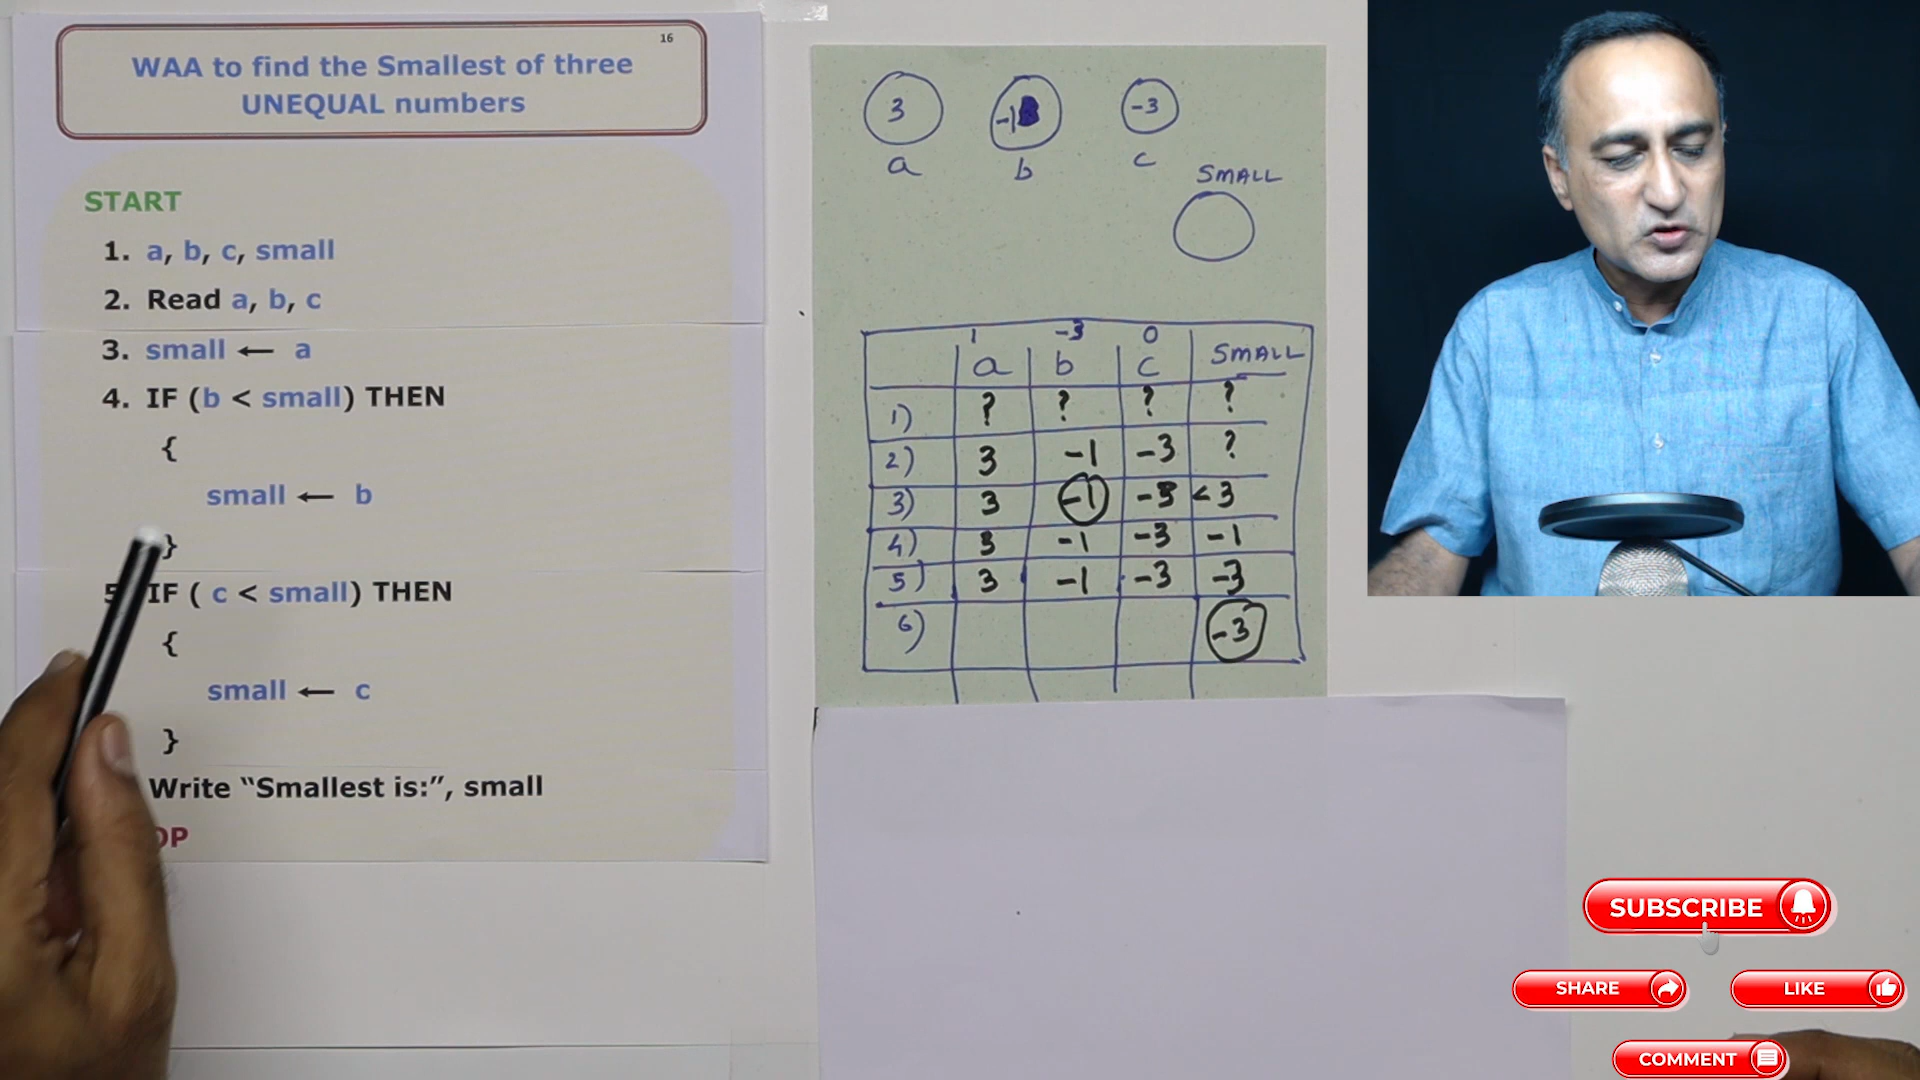 16
WAA to find the Smallest of three
UNEQUAL numbers
START
1. a, b, c, small
2. Read a, b, c
3. small ← a
4. IF (b < small) THEN
{
small ← b
}
IF ( c < small) THEN
{
small ← c
}
Write “Smallest is:”, small
OP
3 -1 -3
a b c
SMALL
1 -3 0
a b c SMALL
1) ? ? ? ?
2) 3 -1 -3 ?
3) 3 -1 -3 < 3
4) 3 -1 -3 -1
5) 3 -1 -3 -3
6) -3
SUBSCRIBE
SHARE LIKE
COMMENT